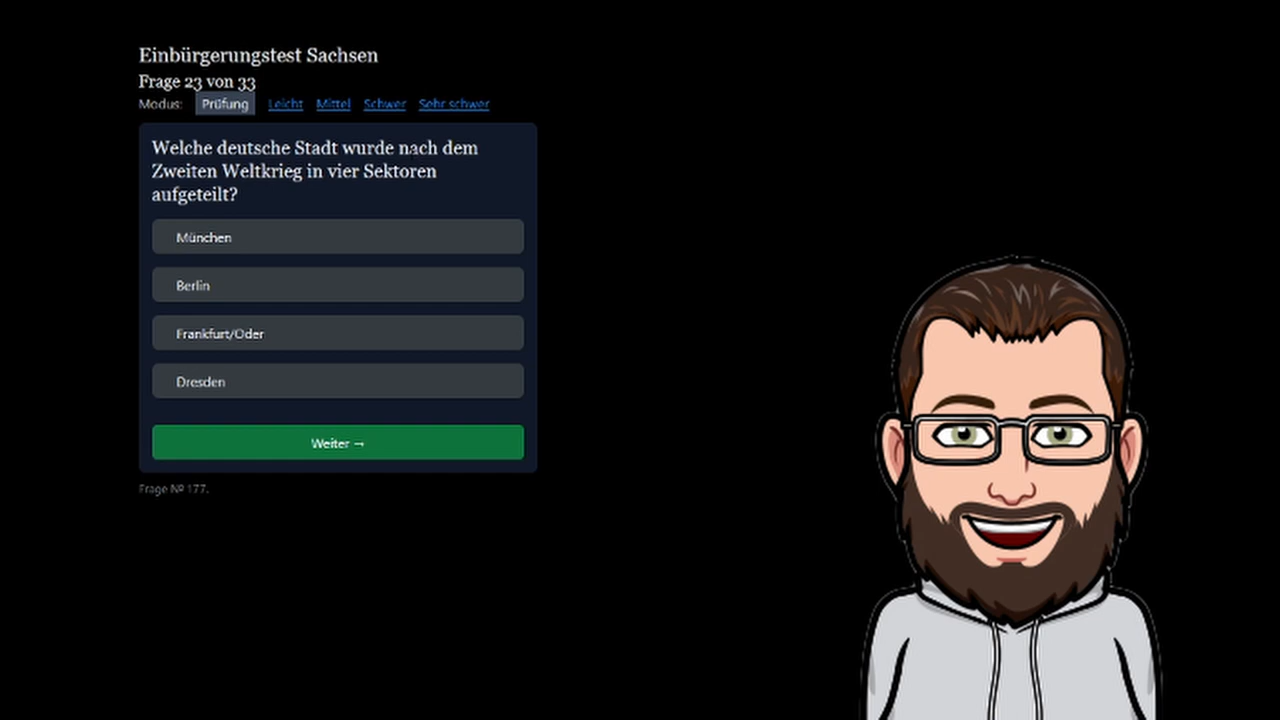 Einbürgerungstest Sachsen
Frage 23 von 33
Modus: Prüfung Leicht Mittel Schwer Sehr schwer
Welche deutsche Stadt wurde nach dem
Zweiten Weltkrieg in vier Sektoren
aufgeteilt?
München
Berlin
Frankfurt/Oder
Dresden
Weiter →
Frage № 177.